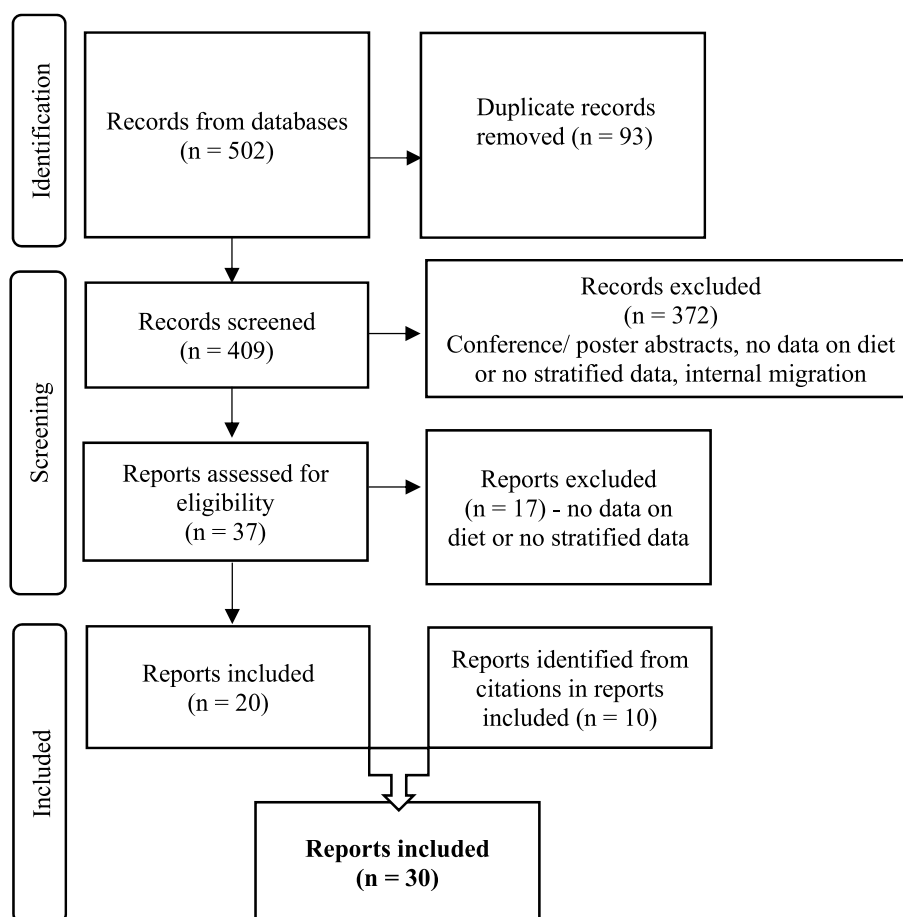 Identification
Records from databases
(n = 502)
Duplicate records
removed (n = 93)
Screening
Records screened
(n = 409)
Records excluded
(n = 372)
Conference/ poster abstracts, no data on diet
or no stratified data, internal migration
Reports assessed for
eligibility
(n = 37)
Reports excluded
(n = 17) - no data on
diet or no stratified data
Included
Reports included
(n = 20)
Reports identified from
citations in reports
included (n = 10)
Reports included
(n = 30)